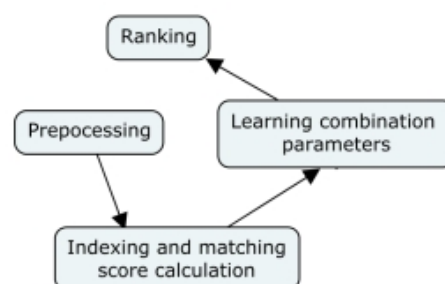 Ranking
Learning combination
parameters
Prepocessing
Indexing and matching
score calculation